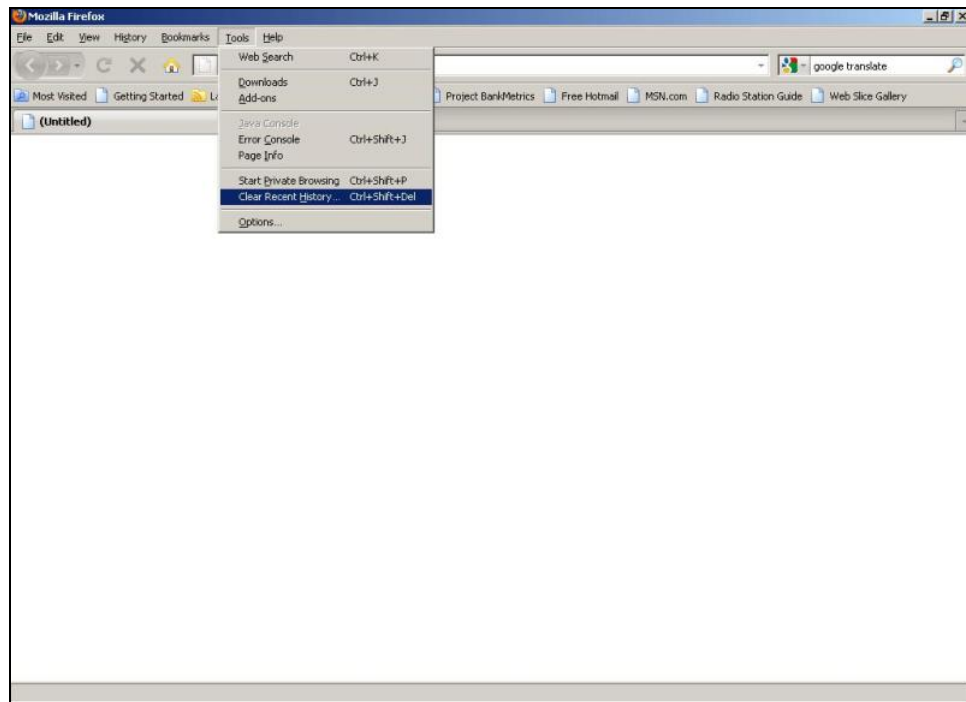 Mozilla Firefox
File Edit View History Bookmarks Tools Help
google translate
Most Visited Getting Started Project BankMetrics Free Hotmail MSN.com Radio Station Guide Web Slice Gallery
(Untitled)
Web Search Ctrl+K
Downloads Ctrl+J
Add-ons
Java Console
Error Console Ctrl+Shift+J
Page Info
Start Private Browsing Ctrl+Shift+P
Clear Recent History... Ctrl+Shift+Del
Options...